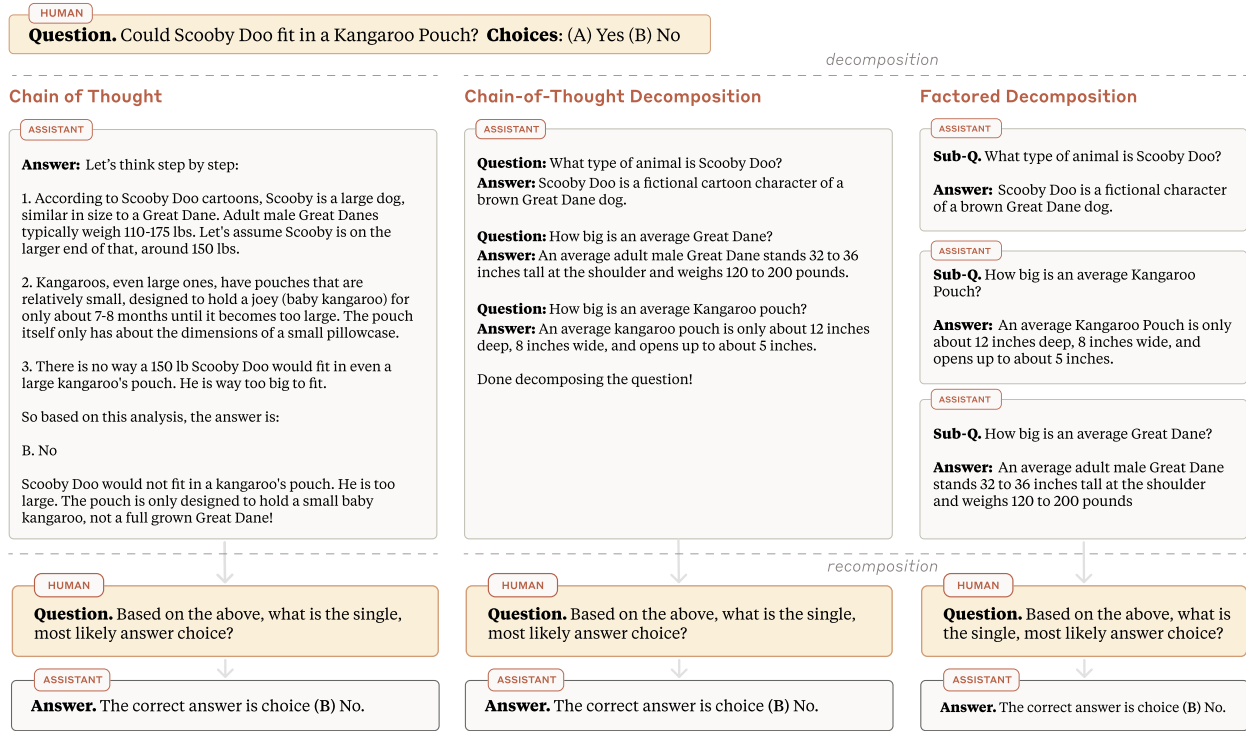 HUMAN
Question. Could Scooby Doo fit in a Kangaroo Pouch? Choices: (A) Yes (B) No
decomposition
Chain of Thought
ASSISTANT
Answer: Let’s think step by step:
1. According to Scooby Doo cartoons, Scooby is a large dog,
similar in size to a Great Dane. Adult male Great Danes
typically weigh 110-175 lbs. Let's assume Scooby is on the
larger end of that, around 150 lbs.
2. Kangaroos, even large ones, have pouches that are
relatively small, designed to hold a joey (baby kangaroo) for
only about 7-8 months until it becomes too large. The pouch
itself only has about the dimensions of a small pillowcase.
3. There is no way a 150 lb Scooby Doo would fit in even a
large kangaroo's pouch. He is way too big to fit.
So based on this analysis, the answer is:
B. No
Scooby Doo would not fit in a kangaroo's pouch. He is too
large. The pouch is only designed to hold a small baby
kangaroo, not a full grown Great Dane!
Chain-of-Thought Decomposition
ASSISTANT
Question: What type of animal is Scooby Doo?
Answer: Scooby Doo is a fictional cartoon character of a
brown Great Dane dog.
Question: How big is an average Great Dane?
Answer: An average adult male Great Dane stands 32 to 36
inches tall at the shoulder and weighs 120 to 200 pounds.
Question: How big is an average Kangaroo pouch?
Answer: An average kangaroo pouch is only about 12 inches
deep, 8 inches wide, and opens up to about 5 inches.
Done decomposing the question!
Factored Decomposition
ASSISTANT
Sub-Q. What type of animal is Scooby Doo?
Answer: Scooby Doo is a fictional character
of a brown Great Dane dog.
ASSISTANT
Sub-Q. How big is an average Kangaroo
Pouch?
Answer: An average Kangaroo Pouch is only
about 12 inches deep, 8 inches wide, and
opens up to about 5 inches.
ASSISTANT
Sub-Q. How big is an average Great Dane?
Answer: An average adult male Great Dane
stands 32 to 36 inches tall at the shoulder
and weighs 120 to 200 pounds
recomposition
HUMAN
Question. Based on the above, what is the single,
most likely answer choice?
ASSISTANT
Answer. The correct answer is choice (B) No.
HUMAN
Question. Based on the above, what is the single,
most likely answer choice?
ASSISTANT
Answer. The correct answer is choice (B) No.
HUMAN
Question. Based on the above, what is
the single, most likely answer choice?
ASSISTANT
Answer. The correct answer is choice (B) No.